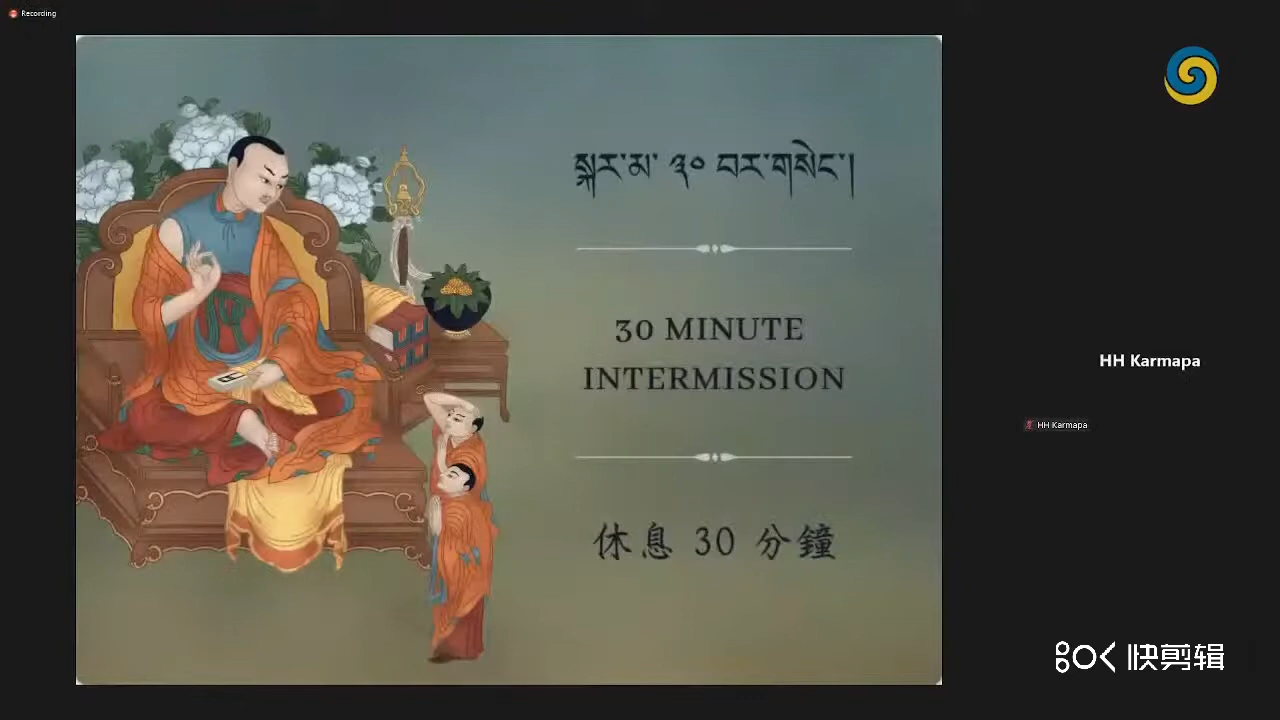 Recording
སྐར་མ་ ༣༠ བར་གསེང་།
30 MINUTE
INTERMISSION
休息 30 分鐘
HH Karmapa
HH Karmapa
快剪辑